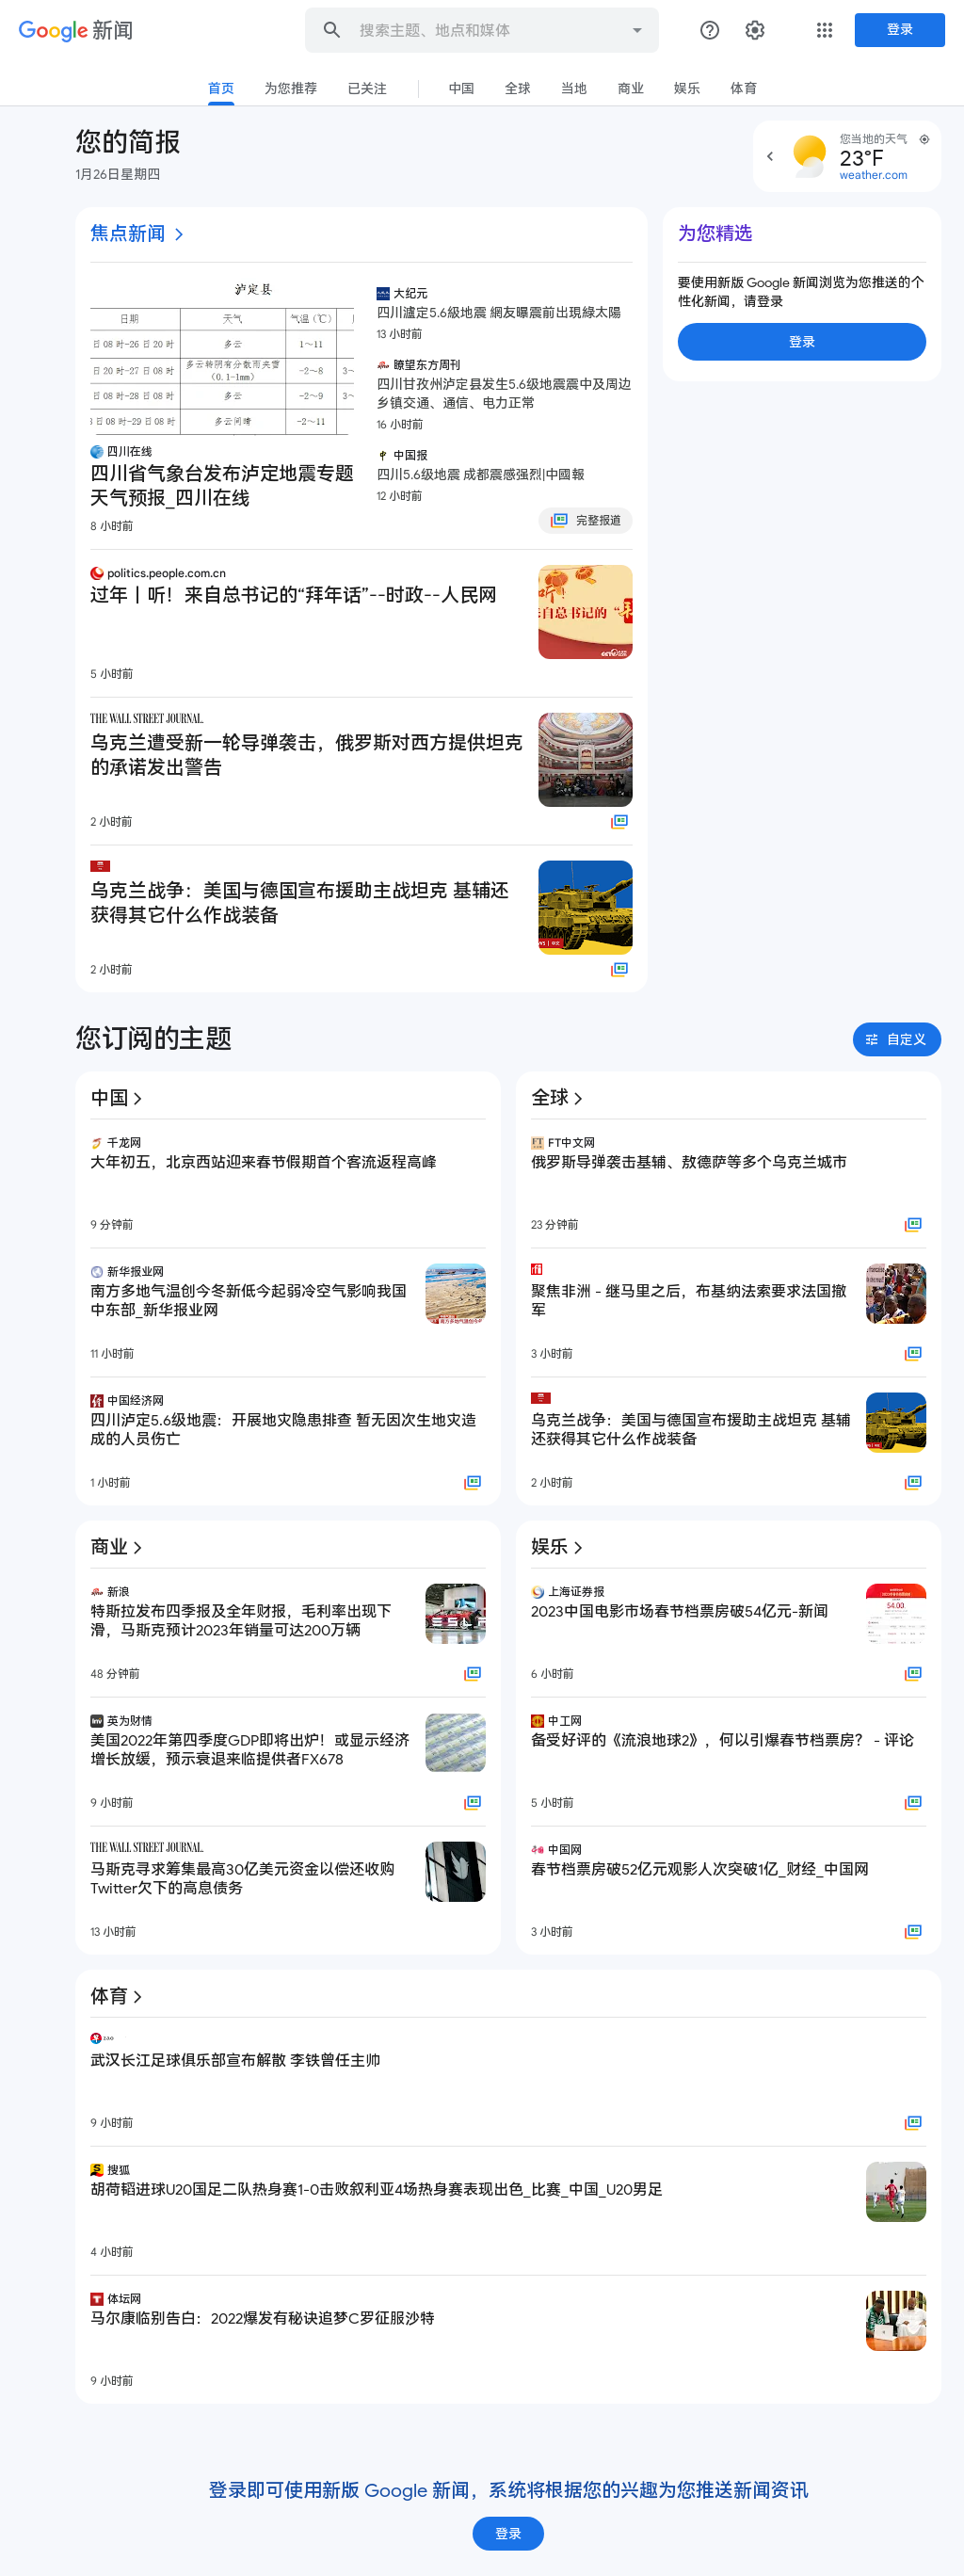 Google 新闻
搜索主题、地点和媒体
登录
首页 为您推荐 已关注 中国 全球 当地 商业 娱乐 体育
您的简报
1月26日星期四
您当地的天气
23°F
weather.com
焦点新闻
泸定县
日期 天气 气温 (℃)
08时-26日20时 多云 1~11
20时-27日08时 多云转阴有分散雨夹雪 (0.1-1mm) -2~8 3~
08时-28日08时 多云 -2~9 3~
08时-29日08时 多云间晴 -2~11
四川在线
四川省气象台发布泸定地震专题
天气预报_四川在线
8 小时前
大纪元
四川瀘定5.6級地震 網友曝震前出現綠太陽
13 小时前
瞭望东方周刊
四川甘孜州泸定县发生5.6级地震震中及周边
乡镇交通、通信、电力正常
16 小时前
中国报
四川5.6级地震 成都震感强烈|中國報
12 小时前
完整报道
politics.people.com.cn
过年丨听！来自总书记的“拜年话”--时政--人民网
5 小时前
THE WALL STREET JOURNAL.
乌克兰遭受新一轮导弹袭击，俄罗斯对西方提供坦克
的承诺发出警告
2 小时前
乌克兰战争：美国与德国宣布援助主战坦克 基辅还
获得其它什么作战装备
2 小时前
为您精选
要使用新版 Google 新闻浏览为您推送的个
性化新闻，请登录
登录
您订阅的主题
自定义
中国
千龙网
大年初五，北京西站迎来春节假期首个客流返程高峰
9 分钟前
新华报业网
南方多地气温创今冬新低今起弱冷空气影响我国
中东部_新华报业网
11 小时前
中国经济网
四川泸定5.6级地震：开展地灾隐患排查 暂无因次生地灾造
成的人员伤亡
1 小时前
全球
FT中文网
俄罗斯导弹袭击基辅、敖德萨等多个乌克兰城市
23 分钟前
rfi
聚焦非洲 - 继马里之后，布基纳法索要求法国撤
军
3 小时前
乌克兰战争：美国与德国宣布援助主战坦克 基辅
还获得其它什么作战装备
2 小时前
商业
新浪
特斯拉发布四季报及全年财报，毛利率出现下
滑，马斯克预计2023年销量可达200万辆
48 分钟前
英为财情
美国2022年第四季度GDP即将出炉！或显示经济
增长放缓，预示衰退来临提供者FX678
9 小时前
THE WALL STREET JOURNAL.
马斯克寻求筹集最高30亿美元资金以偿还收购
Twitter欠下的高息债务
13 小时前
娱乐
上海证券报
2023中国电影市场春节档票房破54亿元-新闻
6 小时前
中工网
备受好评的《流浪地球2》，何以引爆春节档票房？ - 评论
5 小时前
中国网
春节档票房破52亿元观影人次突破1亿_财经_中国网
3 小时前
体育
武汉长江足球俱乐部宣布解散 李铁曾任主帅
9 小时前
搜狐
胡荷韬进球U20国足二队热身赛1-0击败叙利亚4场热身赛表现出色_比赛_中国_U20男足
4 小时前
体坛网
马尔康临别告白：2022爆发有秘诀追梦C罗征服沙特
9 小时前
登录即可使用新版 Google 新闻，系统将根据您的兴趣为您推送新闻资讯
登录